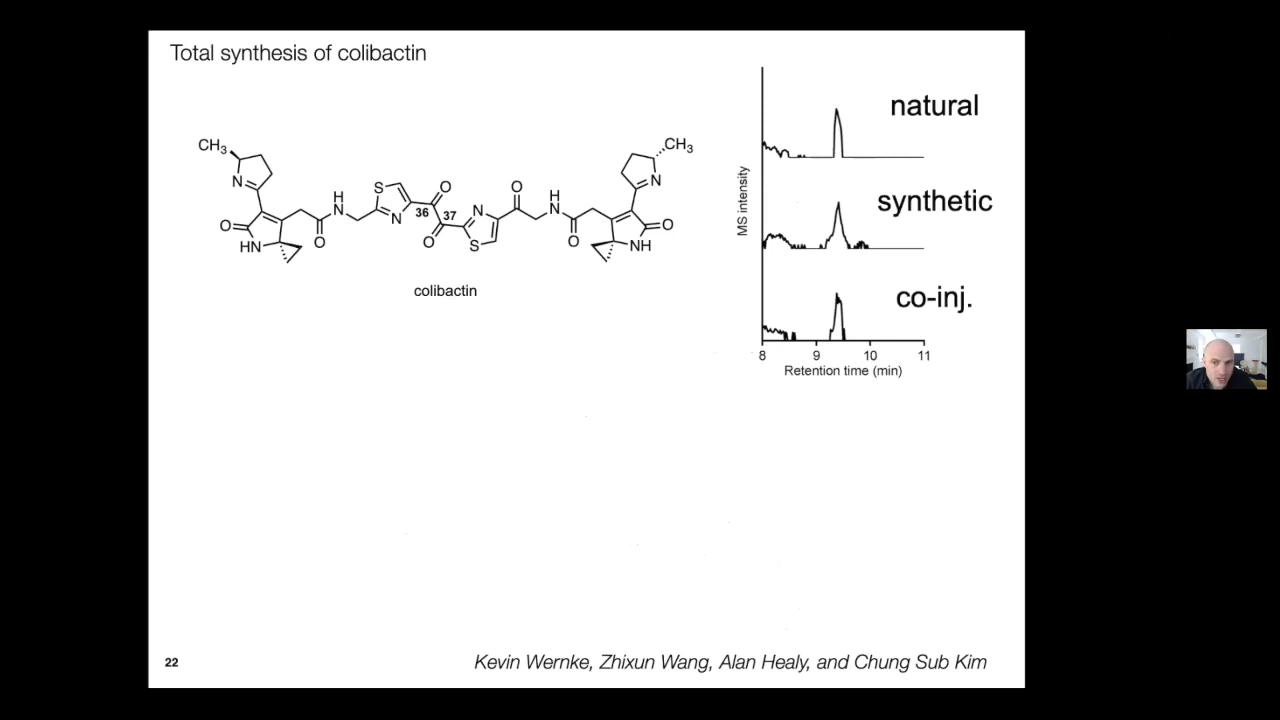 Total synthesis of colibactin
natural
synthetic
co-inj.
MS intensity
8 9 10 11
Retention time (min)
CH3
N
O
HN
O
H
N
S
N
O
36
37
O
N
S
O
H
N
O
CH3
N
O
NH
colibactin
22
Kevin Wernke, Zhixun Wang, Alan Healy, and Chung Sub Kim